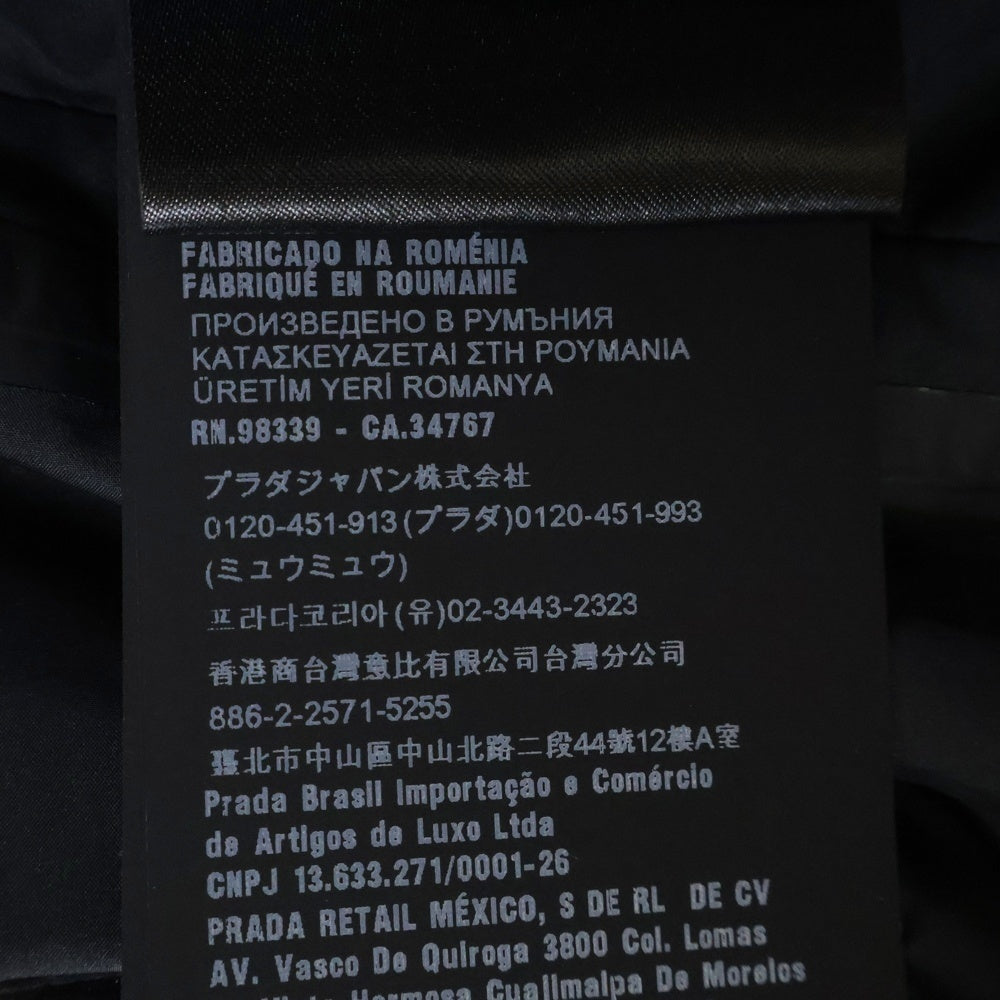 FABRICADO NA ROMÉNIA
FABRIQUÉ EN ROUMANIE
ПРОИЗВЕДЕНО В РУМЪНИЯ
ΚΑΤΑΣΚΕΥΑΖΕΤΑΙ ΣΤΗ ΡΟΥΜΑΝΙΑ
ÜRETİM YERİ ROMANYA
RN.98339 - CA.34767
プラダジャパン株式会社
0120-451-913(プラダ)0120-451-993
(ミュウミュウ)
프라다코리아(유)02-3443-2323
香港商台灣意比有限公司台灣分公司
886-2-2571-5255
臺北市中山區中山北路二段44號12樓A室
Prada Brasil Importação e Comércio
de Artigos de Luxo Ltda
CNPJ 13.633.271/0001-26
PRADA RETAIL MÉXICO, S DE RL DE CV
AV. Vasco De Quiroga 3800 Col. Lomas
Hermosa Cuajimalpa De Morelos